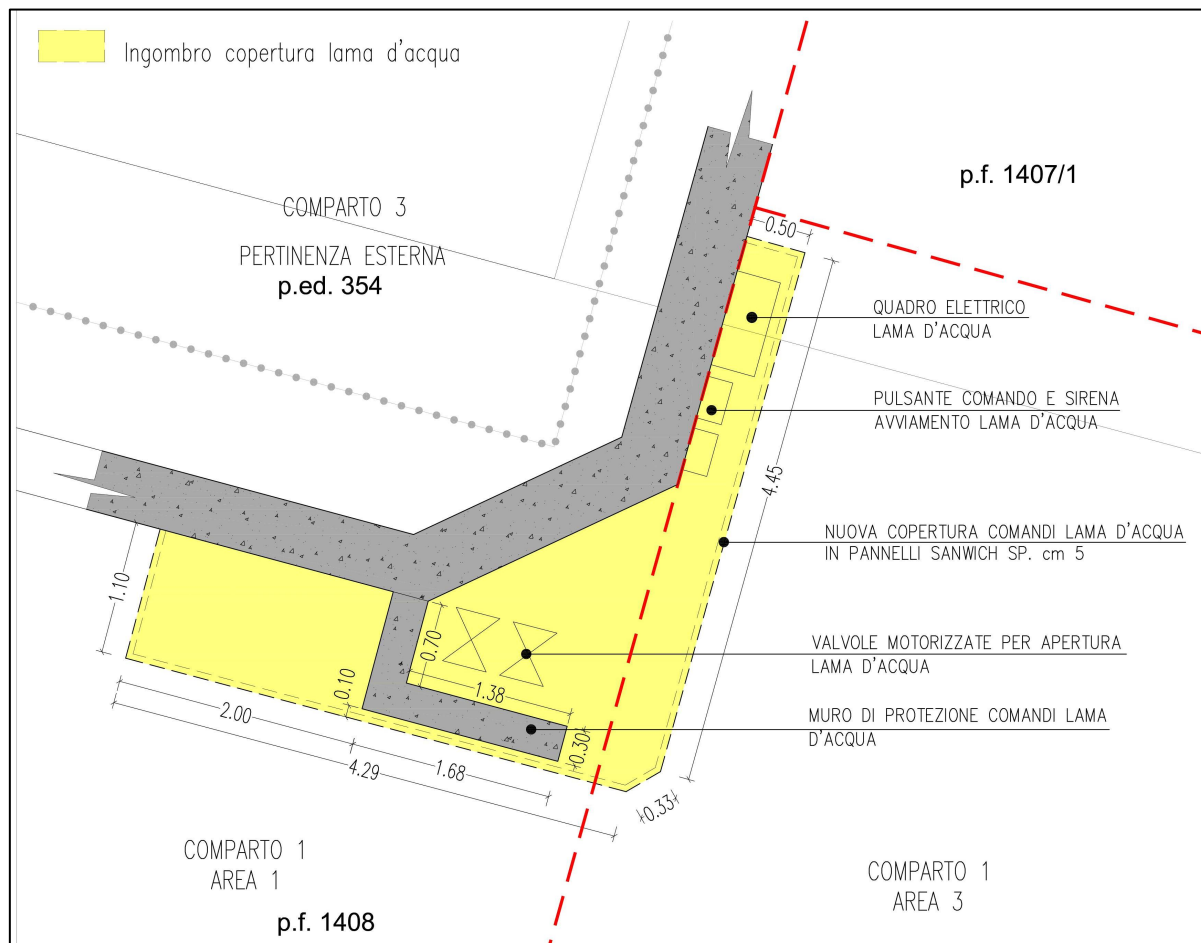 Ingombro copertura lama d'acqua
p.f. 1407/1
COMPARTO 3
PERTINENZA ESTERNA
p.ed. 354
0.50
QUADRO ELETTRICO
LAMA D'ACQUA
PULSANTE COMANDO E SIRENA
AVVIAMENTO LAMA D'ACQUA
4.45
NUOVA COPERTURA COMANDI LAMA D'ACQUA
IN PANNELLI SANWICH SP. cm 5
1.10
0.70
VALVOLE MOTORIZZATE PER APERTURA
LAMA D'ACQUA
0.10
1.38
MURO DI PROTEZIONE COMANDI LAMA
D'ACQUA
2.00
0.30
4.29
1.68
0.33
COMPARTO 1
AREA 1
p.f. 1408
COMPARTO 1
AREA 3